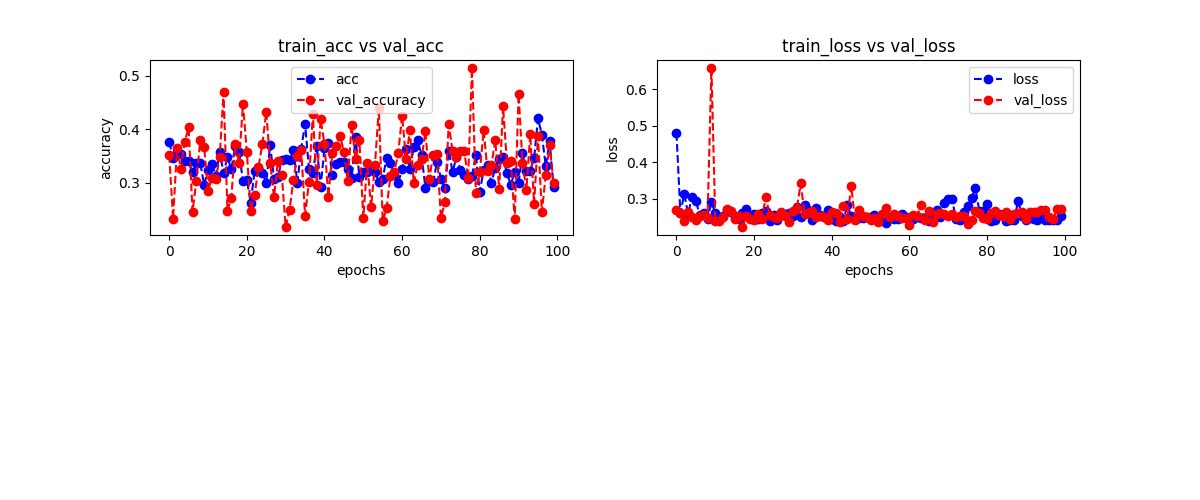 train_acc vs val_acc
acc
val_accuracy
accuracy
0.5
0.4
0.3
0 20 40 60 80 100
epochs
train_loss vs val_loss
loss
val_loss
loss
0.6
0.5
0.4
0.3
0 20 40 60 80 100
epochs